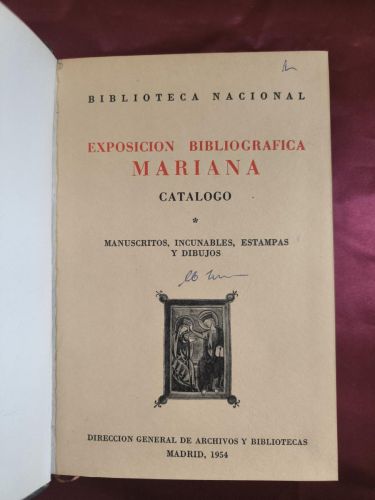 BIBLIOTECA NACIONAL
EXPOSICION BIBLIOGRAFICA
MARIANA
CATALOGO
*
MANUSCRITOS, INCUNABLES, ESTAMPAS
Y DIBUJOS
DIRECCION GENERAL DE ARCHIVOS Y BIBLIOTECAS
MADRID, 1954